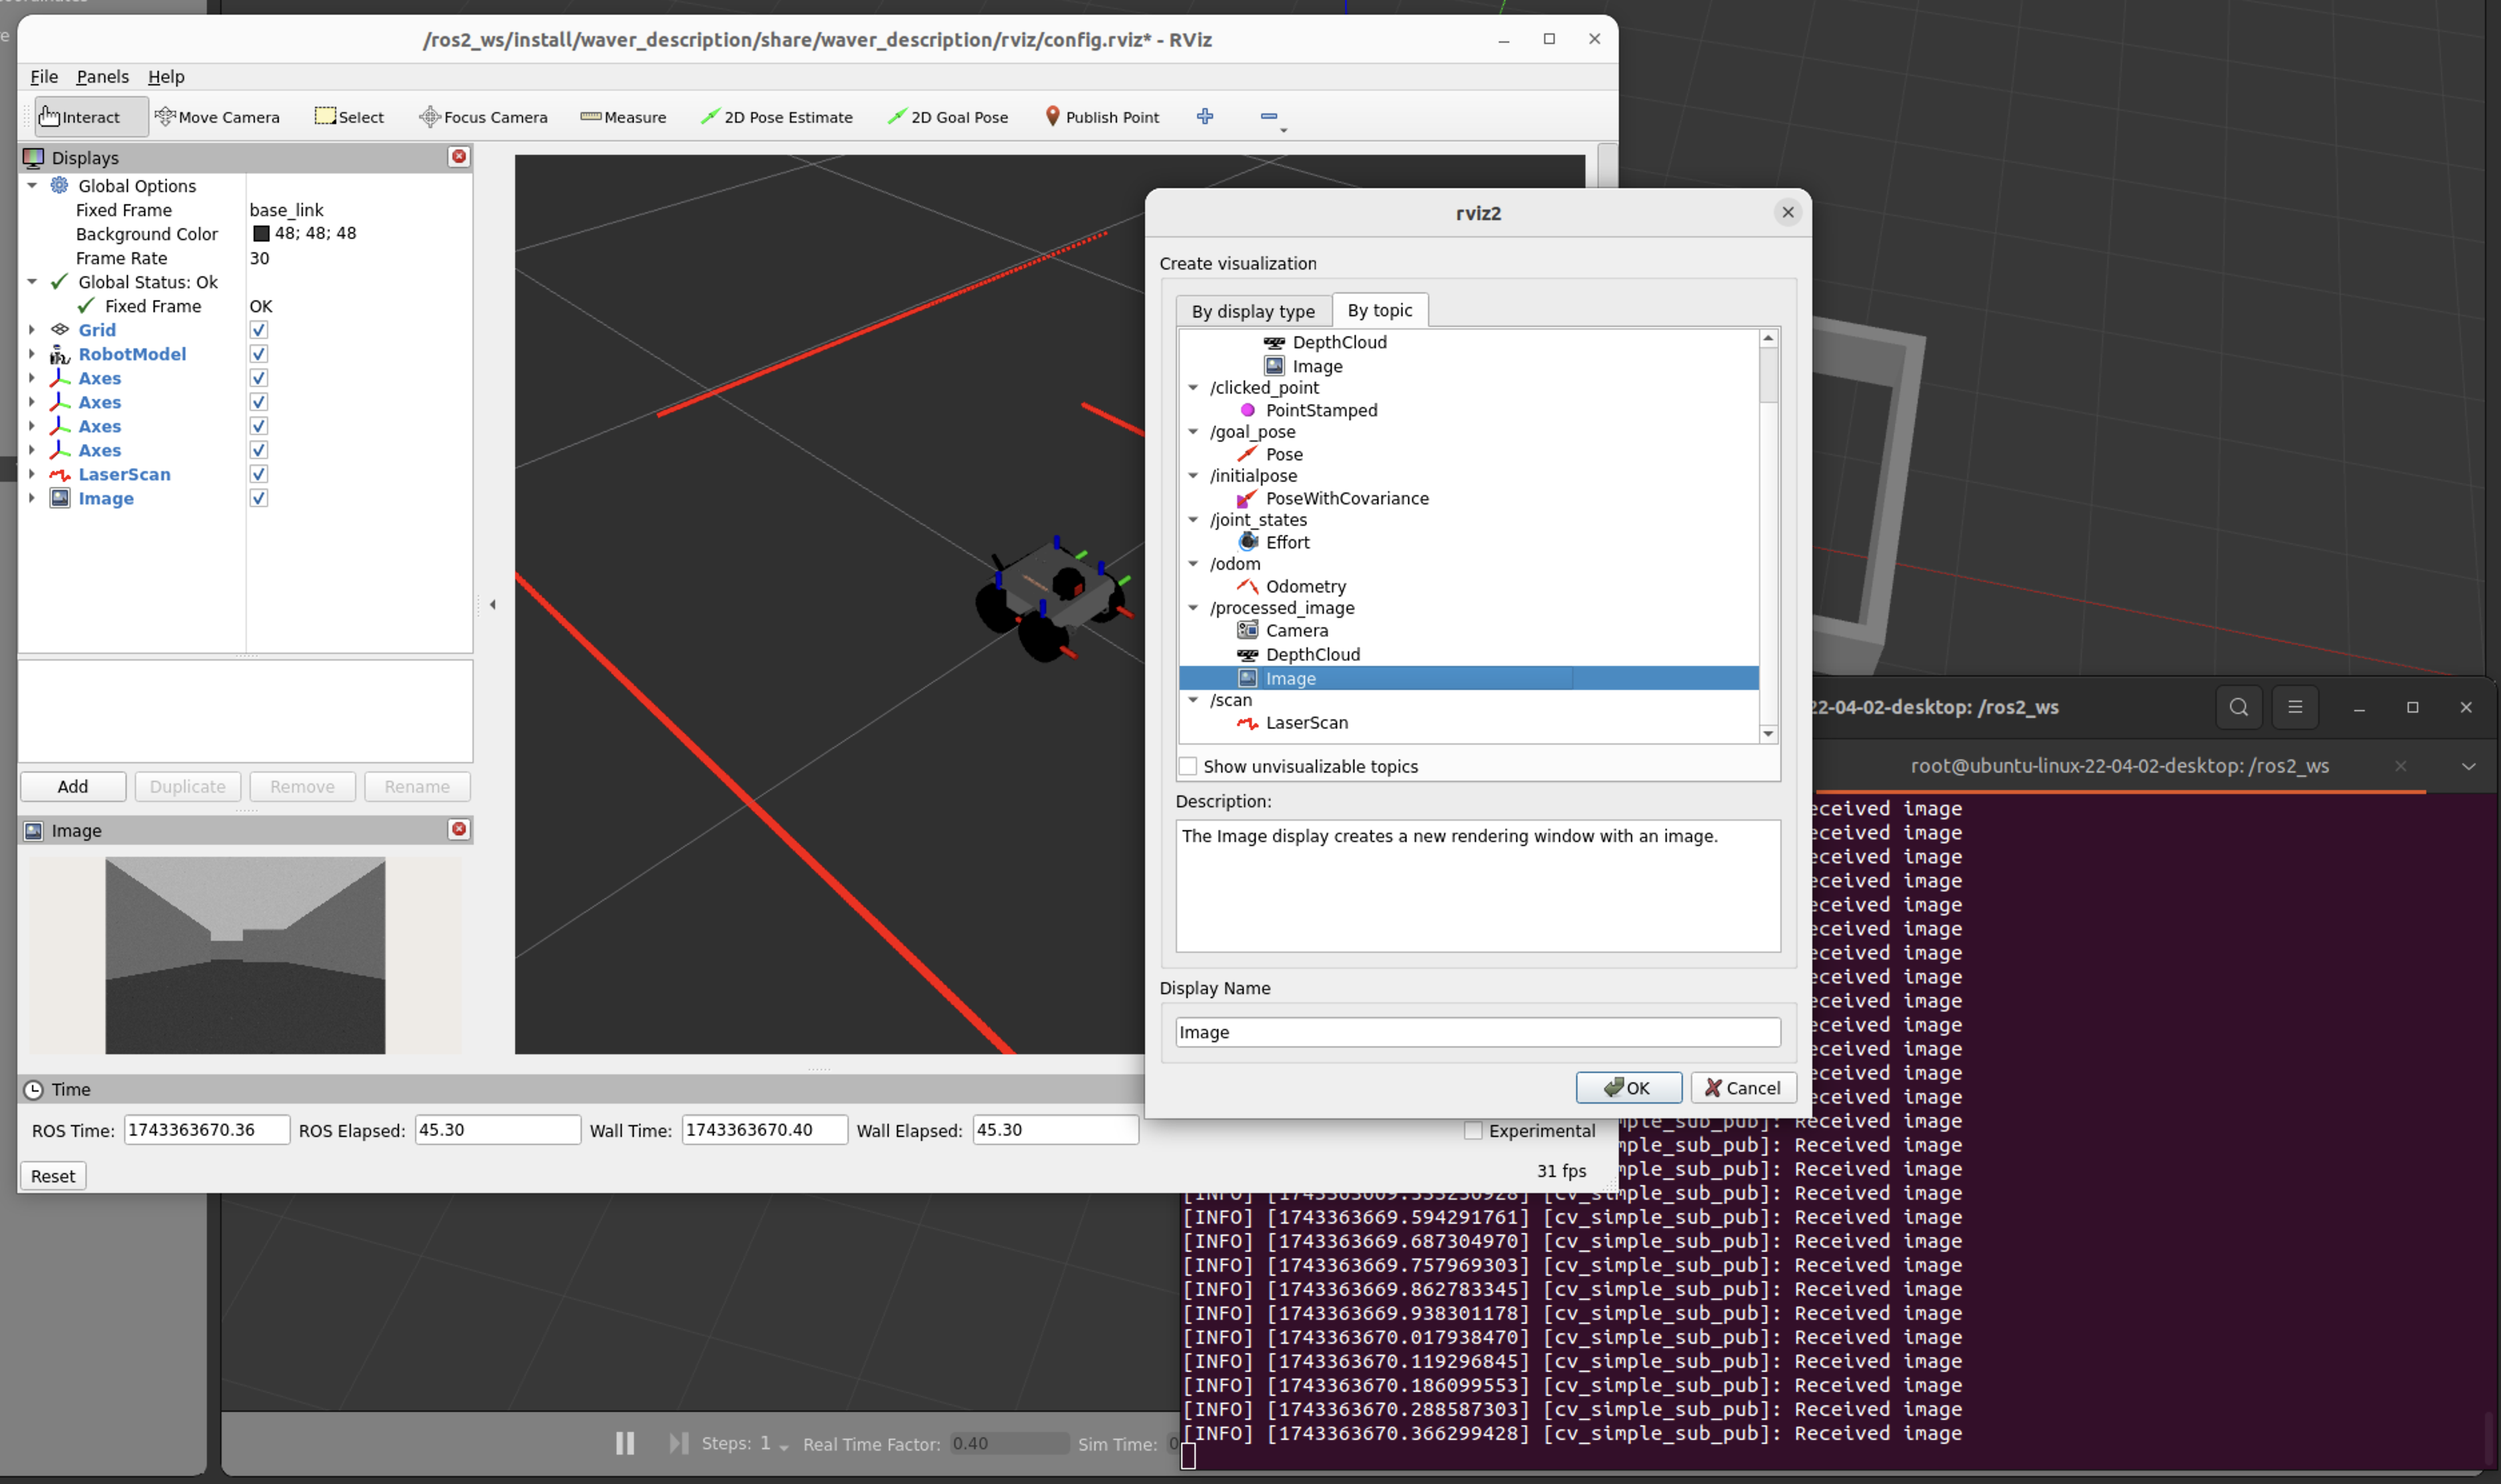 /ros2_ws/install/waver_description/share/waver_description/rviz/config.rviz* - RViz
File Panels Help
Interact Move Camera Select Focus Camera Measure 2D Pose Estimate 2D Goal Pose Publish Point
Displays
Global Options
Fixed Frame base_link
Background Color 48; 48; 48
Frame Rate 30
Global Status: Ok
Fixed Frame OK
Grid
RobotModel
Axes
Axes
Axes
Axes
LaserScan
Image
Add Duplicate Remove Rename
Image
Time
ROS Time: 1743363670.36 ROS Elapsed: 45.30 Wall Time: 1743363670.40 Wall Elapsed: 45.30 Experimental
Reset 31 fps
rviz2
Create visualization
By display type By topic
DepthCloud
Image
/clicked_point
PointStamped
/goal_pose
Pose
/initialpose
PoseWithCovariance
/joint_states
Effort
/odom
Odometry
/processed_image
Camera
DepthCloud
Image
/scan
LaserScan
Show unvisualizable topics
Description:
The Image display creates a new rendering window with an image.
Display Name
Image
OK Cancel
22-04-02-desktop: /ros2_ws
root@ubuntu-linux-22-04-02-desktop: /ros2_ws
eceived image
eceived image
eceived image
eceived image
eceived image
eceived image
eceived image
eceived image
eceived image
eceived image
eceived image
eceived image
eceived image
mple_sub_pub]: Received image
mple_sub_pub]: Received image
mple_sub_pub]: Received image
[INFO] [cv_simple_sub_pub]: Received image
[INFO] [1743363669.594291761] [cv_simple_sub_pub]: Received image
[INFO] [1743363669.687304970] [cv_simple_sub_pub]: Received image
[INFO] [1743363669.757969303] [cv_simple_sub_pub]: Received image
[INFO] [1743363669.862783345] [cv_simple_sub_pub]: Received image
[INFO] [1743363669.938301178] [cv_simple_sub_pub]: Received image
[INFO] [1743363670.017938470] [cv_simple_sub_pub]: Received image
[INFO] [1743363670.119296845] [cv_simple_sub_pub]: Received image
[INFO] [1743363670.186099553] [cv_simple_sub_pub]: Received image
[INFO] [1743363670.288587303] [cv_simple_sub_pub]: Received image
[INFO] [1743363670.366299428] [cv_simple_sub_pub]: Received image
Steps: 1 Real Time Factor: 0.40 Sim Time: 0